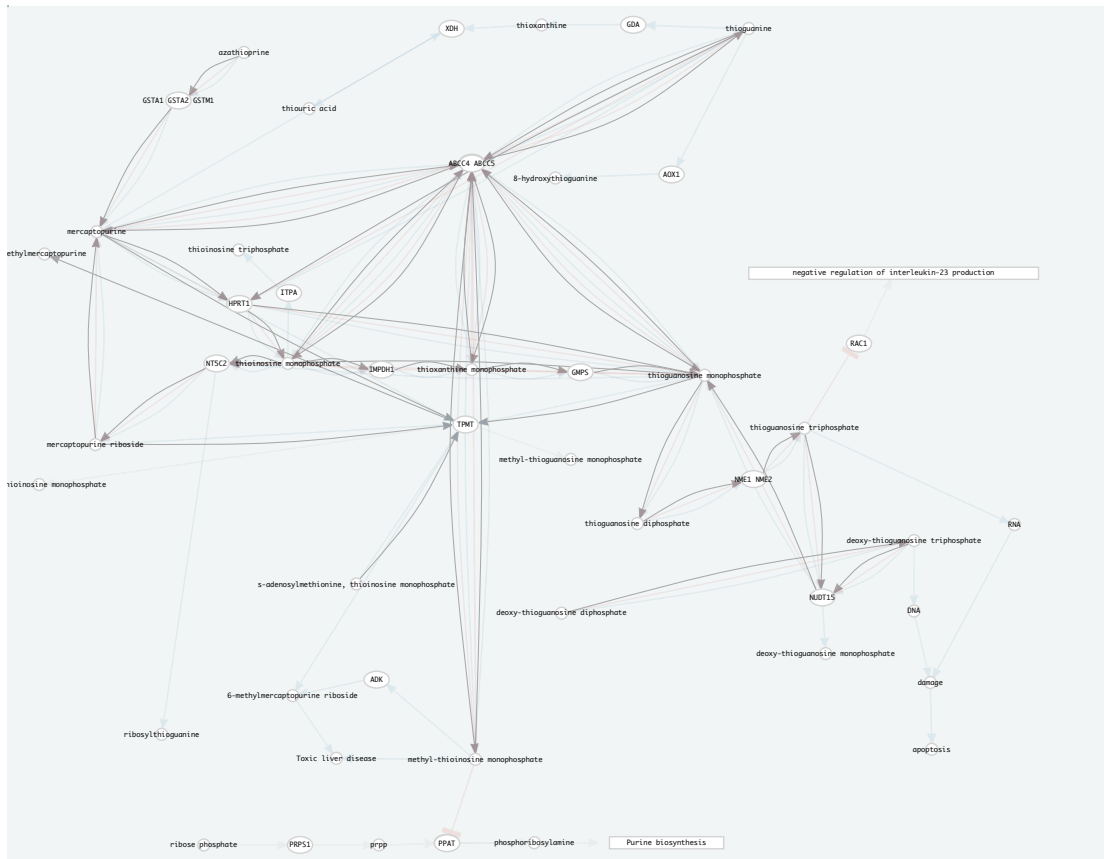 XDH
thioxanthine
GDA
thioguanine
azathioprine
GSTA1 GSTA2 GSTM1
thiouric acid
ABCC4 ABCC5
8-hydroxythioguanine
AOX1
mercaptopurine
ethylmercaptopurine
thioinosine triphosphate
negative regulation of interleukin-23 production
ITPA
HPRT1
RAC1
NT5C2
thioinosine monophosphate
IMPDH1
thioxanthine monophosphate
GMPS
thioguanosine monophosphate
TPMT
thioguanosine triphosphate
mercaptopurine riboside
methyl-thioguanosine monophosphate
NME1 NME2
hioinosine monophosphate
thioguanosine diphosphate
RNA
deoxy-thioguanosine triphosphate
s-adenosylmethionine, thioinosine monophosphate
NUDT15
deoxy-thioguanosine diphosphate
DNA
deoxy-thioguanosine monophosphate
ADK
damage
6-methylmercaptopurine riboside
ribosylthioguanine
apoptosis
Toxic liver disease
methyl-thioinosine monophosphate
ribose phosphate
PRPS1
prpp
PPAT
phosphoribosylamine
Purine biosynthesis